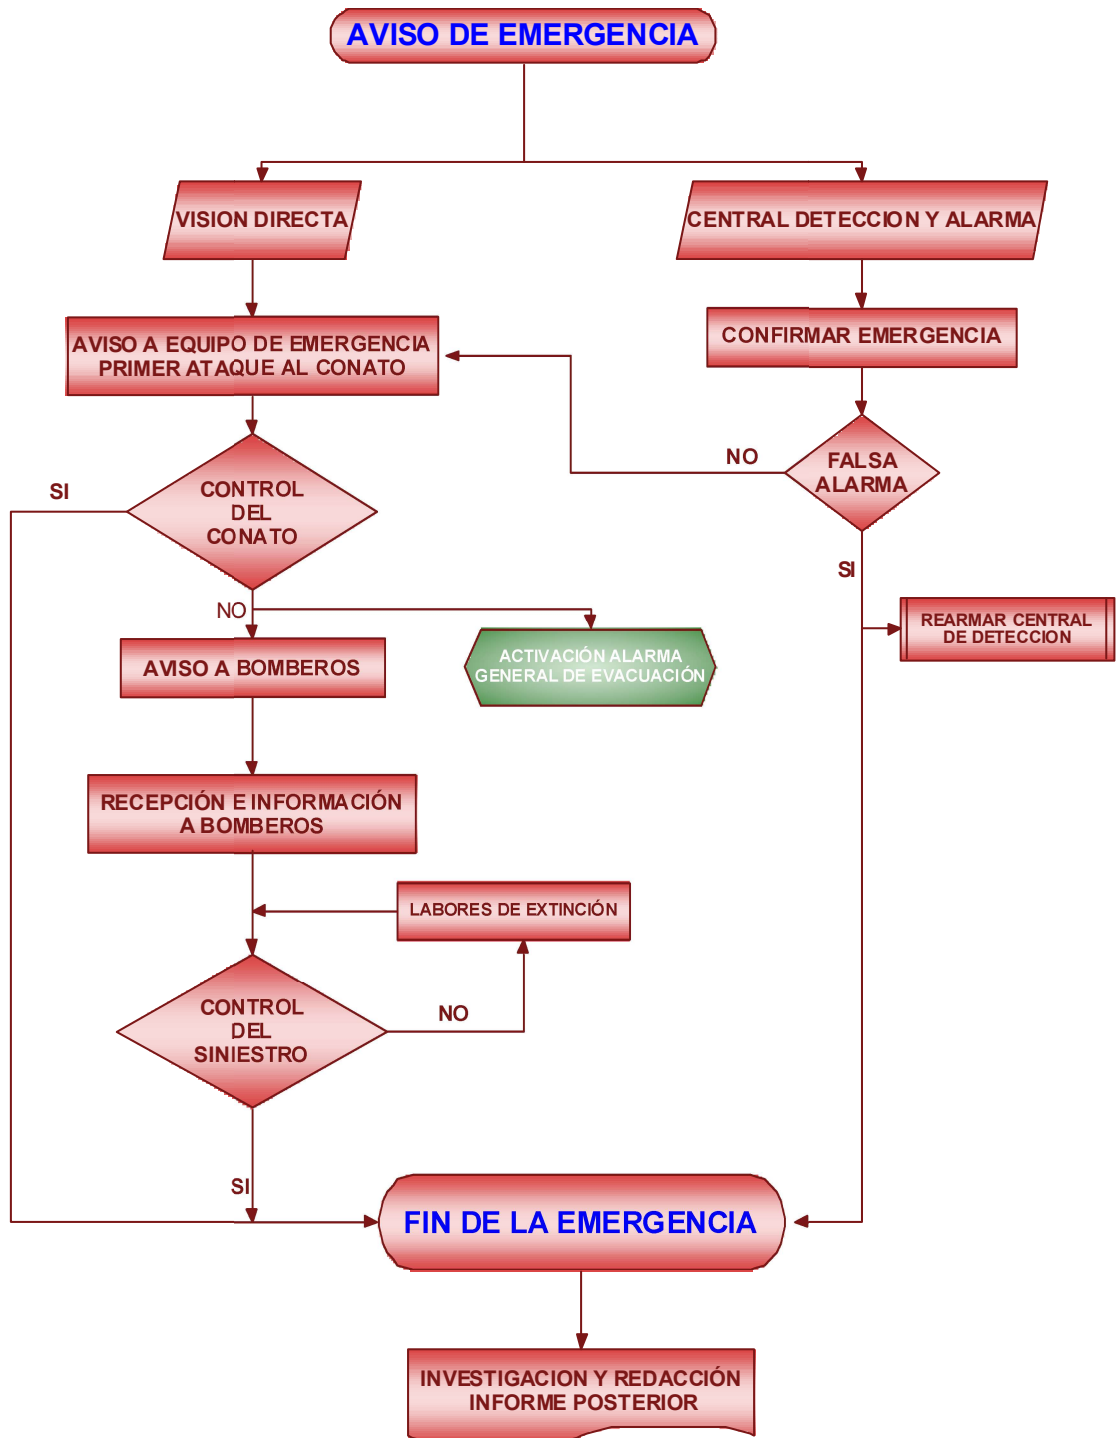 AVISO DE EMERGENCIA
VISION DIRECTA
CENTRAL DETECCION Y ALARMA
AVISO A EQUIPO DE EMERGENCIA
PRIMER ATAQUE AL CONATO
CONFIRMAR EMERGENCIA
NO
FALSA
ALARMA
SI
CONTROL
DEL
CONATO
SI
NO
REARMAR CENTRAL
DE DETECCION
AVISO A BOMBEROS
ACTIVACIÓN ALARMA
GENERAL DE EVACUACIÓN
RECEPCIÓN E INFORMACIÓN
A BOMBEROS
LABORES DE EXTINCIÓN
CONTROL
DEL
SINIESTRO
NO
SI
FIN DE LA EMERGENCIA
INVESTIGACION Y REDACCIÓN
INFORME POSTERIOR